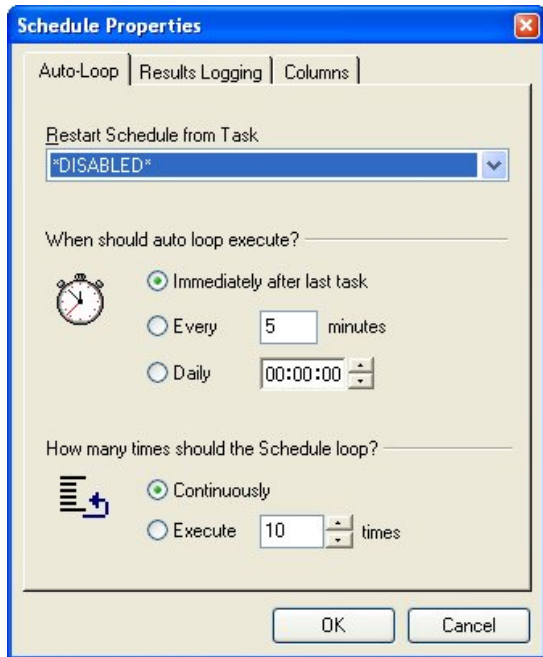 Schedule Properties
Auto-Loop Results Logging Columns
Restart Schedule from Task
*DISABLED*
When should auto loop execute?
Immediately after last task
Every 5 minutes
Daily 00:00:00
How many times should the Schedule loop?
Continuously
Execute 10 times
OK Cancel